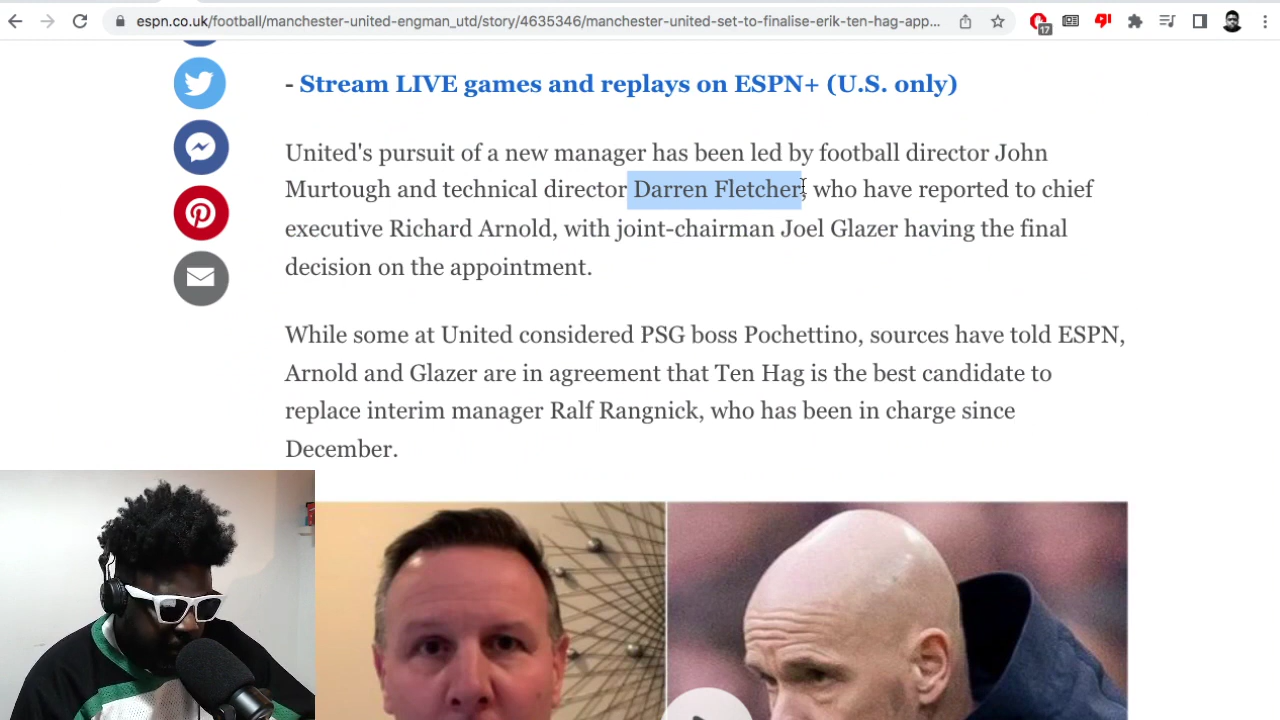 espn.co.uk/football/manchester-united-engman_utd/story/4635346/manchester-united-set-to-finalise-erik-ten-hag-app...
17
- Stream LIVE games and replays on ESPN+ (U.S. only)
United's pursuit of a new manager has been led by football director John
Murtough and technical director Darren Fletcher, who have reported to chief
executive Richard Arnold, with joint-chairman Joel Glazer having the final
decision on the appointment.
While some at United considered PSG boss Pochettino, sources have told ESPN,
Arnold and Glazer are in agreement that Ten Hag is the best candidate to
replace interim manager Ralf Rangnick, who has been in charge since
December.